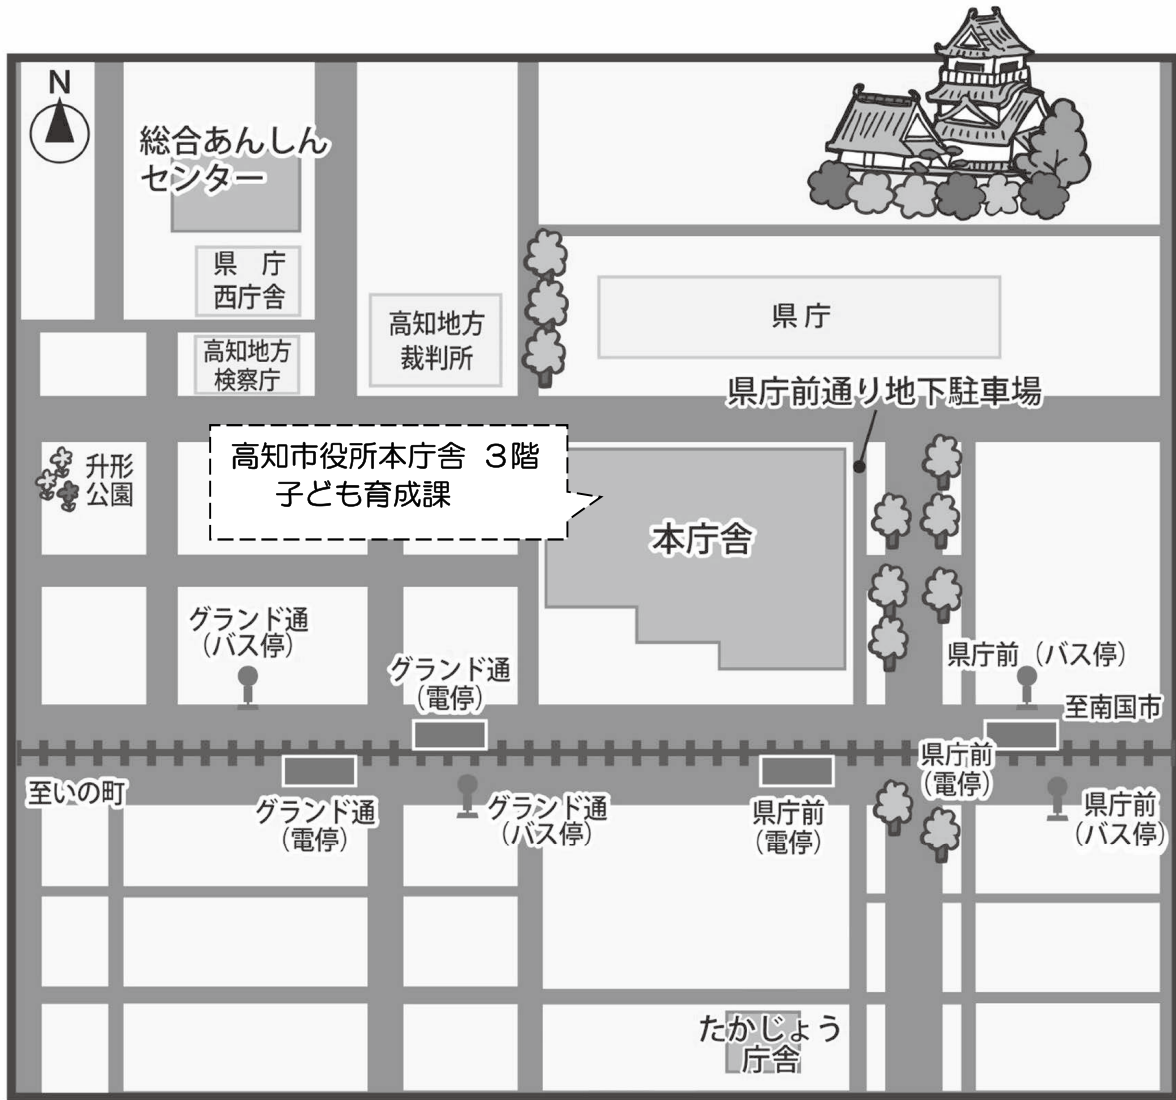 N
総合あんしん
センター
県 庁
西庁舎
高知地方
検察庁
高知地方
裁判所
県庁
県庁前通り地下駐車場
升形
公園
高知市役所本庁舎 ３階
子ども育成課
本庁舎
グランド通
（バス停）
グランド通
（電停）
県庁前（バス停）
至南国市
至いの町
グランド通
（電停）
グランド通
（バス停）
県庁前
（電停）
県庁前
（電停）
県庁前
（バス停）
たかじょう
庁舎